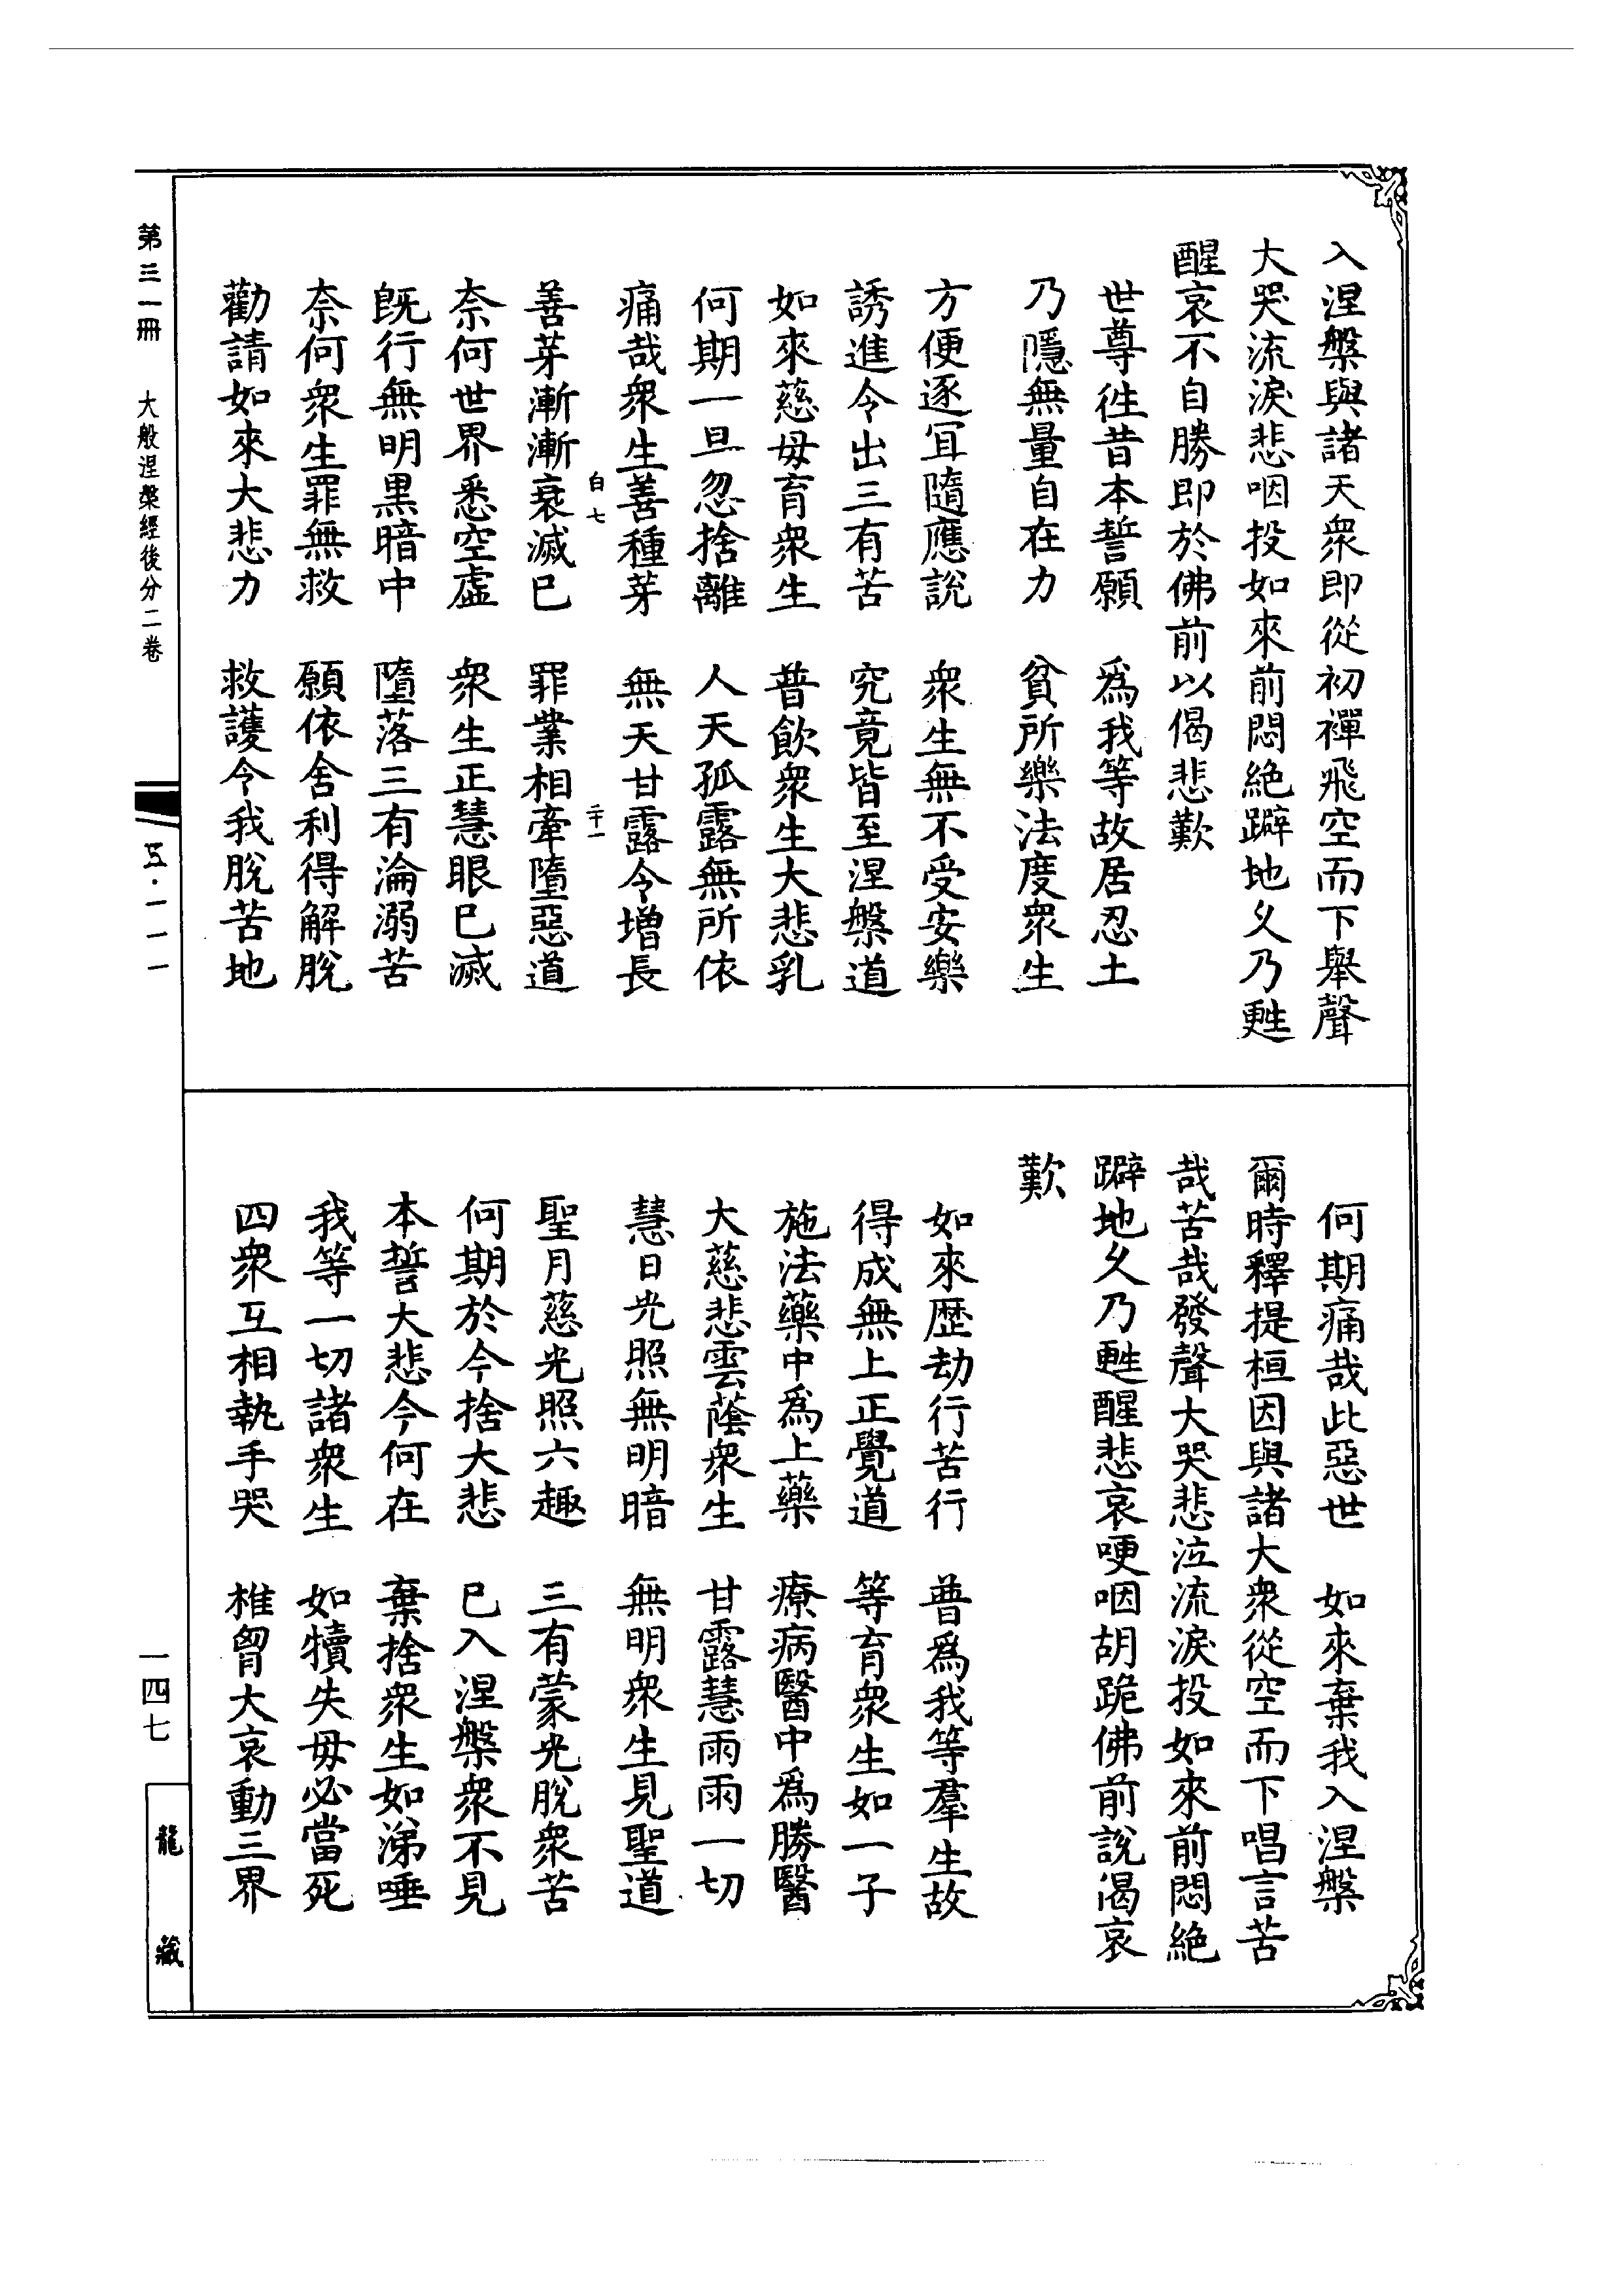 入涅槃與諸天衆即從初禪飛空而下舉聲
大哭流淚悲咽投如來前悶絶躃地乆乃甦
醒哀不自勝即於佛前以偈悲歎
世尊徃昔本誓願　爲我等故居忍土
乃隱無量自在力　貧所樂法度衆生
方便逐冝隨應說　衆生無不受安樂
誘進令出三有苦　究竟皆至涅槃道
如來慈母育衆生　普飲衆生大悲乳
何期一旦忽捨離　人天孤露無所依
痛哉衆生善種芽　無天甘露令增長
白七　二十一
善芽漸漸衰滅已　罪業相牽墮惡道
奈何世界悉空虛　衆生正慧眼已滅
旣行無明黑暗中　墮落三有淪溺苦
奈何衆生罪無救　願依舍利得解脫
勸請如來大悲力　救護令我脫苦地
何期痛哉此惡世　如來棄我入涅槃
爾時釋提桓因與諸大衆從空而下唱言苦
哉苦哉發聲大哭悲泣流淚投如來前悶絶
躃地乆乃甦醒悲哀哽咽胡跪佛前說偈哀
歎
如來歷劫行苦行　普爲我等羣生故
得成無上正覺道　等育衆生如一子
施法藥中爲上藥　療病醫中爲勝醫
大慈悲雲蔭衆生　甘露慧雨雨一切
慧日光照無明暗　無明衆生見聖道
聖月慈光照六趣　三有蒙光脫衆苦
何期於今捨大悲　已入涅槃衆不見
本誓大悲今何在　棄捨衆生如涕唾
我等一切諸衆生　如犢失母必當死
四衆互相執手哭　椎胷大哀動三界
第三一冊　大般涅槃經後分二卷　五·一一一　一四七　龍藏